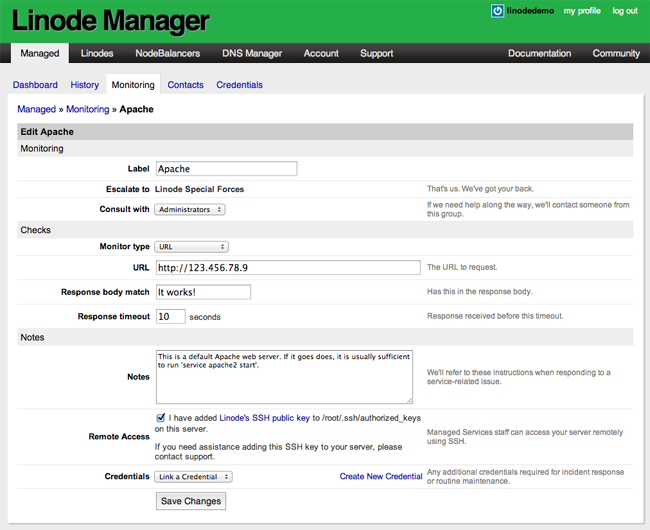 Linode Manager
linodedemo my profile log out
Managed Linodes NodeBalancers DNS Manager Account Support Documentation Community
Dashboard History Monitoring Contacts Credentials
Managed » Monitoring » Apache
Edit Apache
Monitoring
Label Apache
Escalate to Linode Special Forces That's us. We've got your back.
Consult with Administrators If we need help along the way, we'll contact someone from
this group.
Checks
Monitor type URL
URL http://123.456.78.9 The URL to request.
Response body match It works! Has this in the response body.
Response timeout 10 seconds Response received before this timeout.
Notes
Notes
This is a default Apache web server. If it goes does, it is usually sufficient
to run 'service apache2 start'.
We'll refer to these instructions when responding to a
service-related issue.
Remote Access
I have added Linode's SSH public key to /root/.ssh/authorized_keys
on this server.
If you need assistance adding this SSH key to your server, please
contact support.
Managed Services staff can access your server remotely
using SSH.
Credentials Link a Credential Create New Credential
Any additional credentials required for incident response
or routine maintenance.
Save Changes